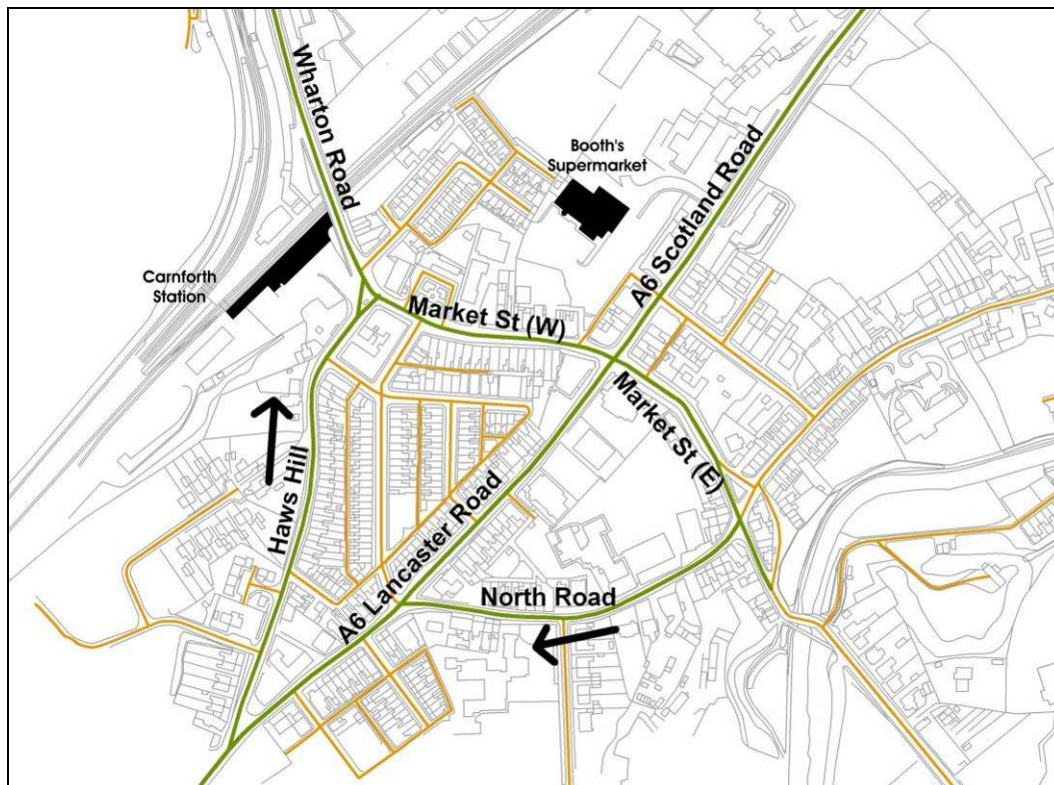 Wharton Road
Booth's
Supermarket
A6 Scotland Road
Carnforth
Station
Market St (W)
Market St (E)
Haws Hill
A6 Lancaster Road
North Road